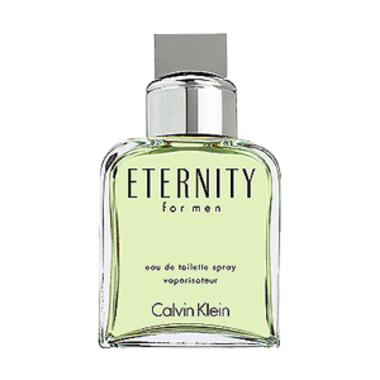 ETERNITY
for men
eau de toilette spray
vaporisateur
Calvin Klein